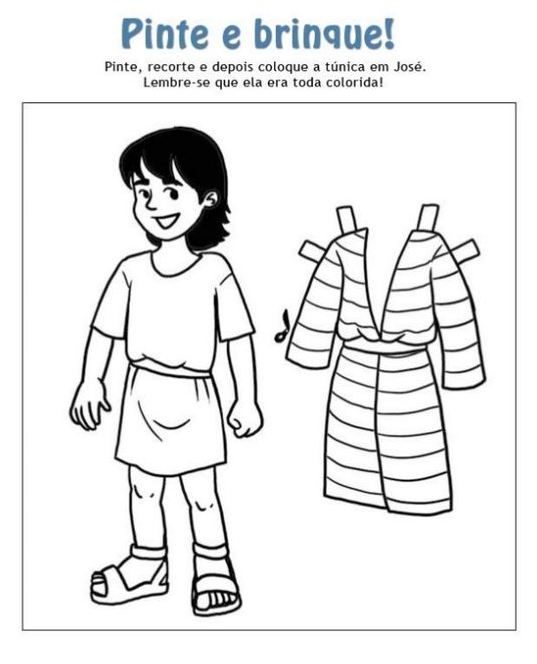 Pinte e brinque!
Pinte, recorte e depois coloque a túnica em José.
Lembre-se que ela era toda colorida!